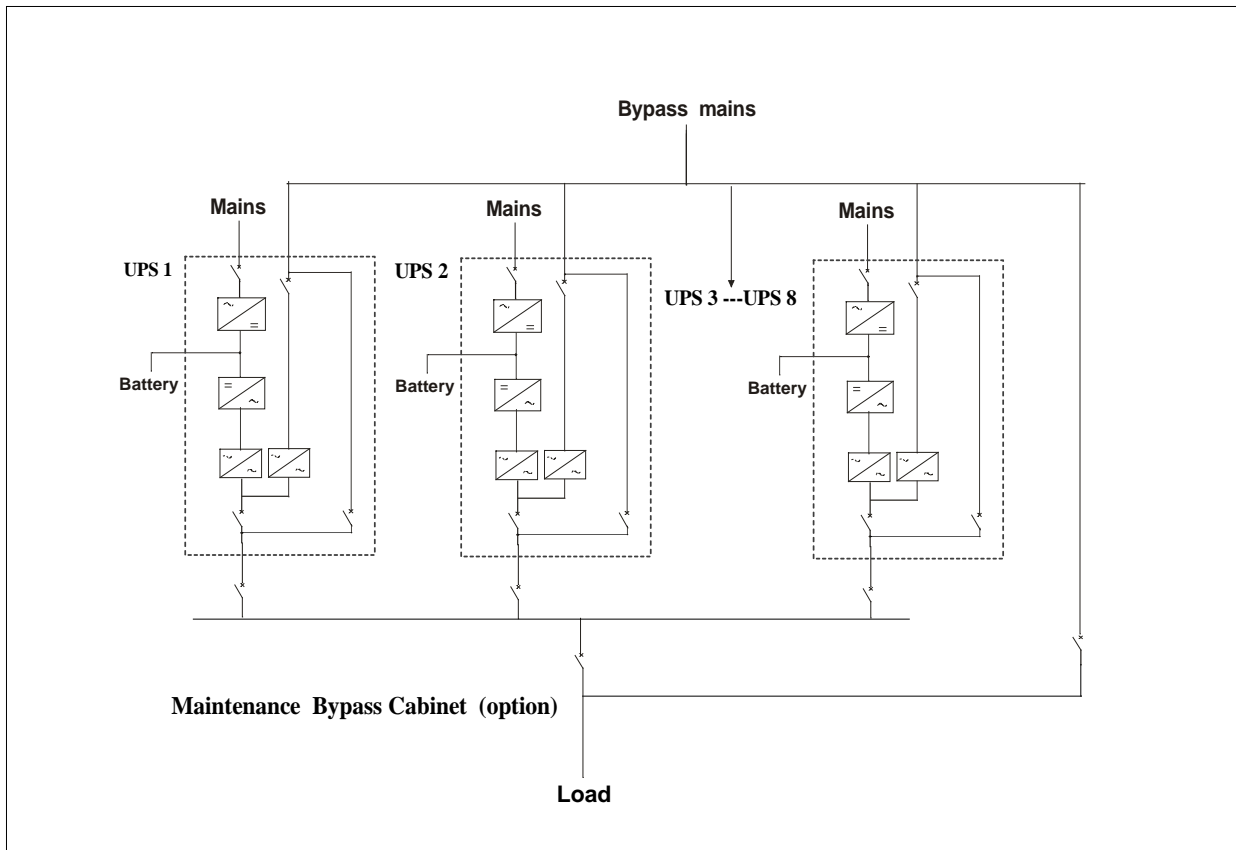 Bypass mains
Mains
Mains
Mains
UPS 1
UPS 2
UPS 3 ---UPS 8
Battery
Battery
Battery
Maintenance Bypass Cabinet (option)
Load